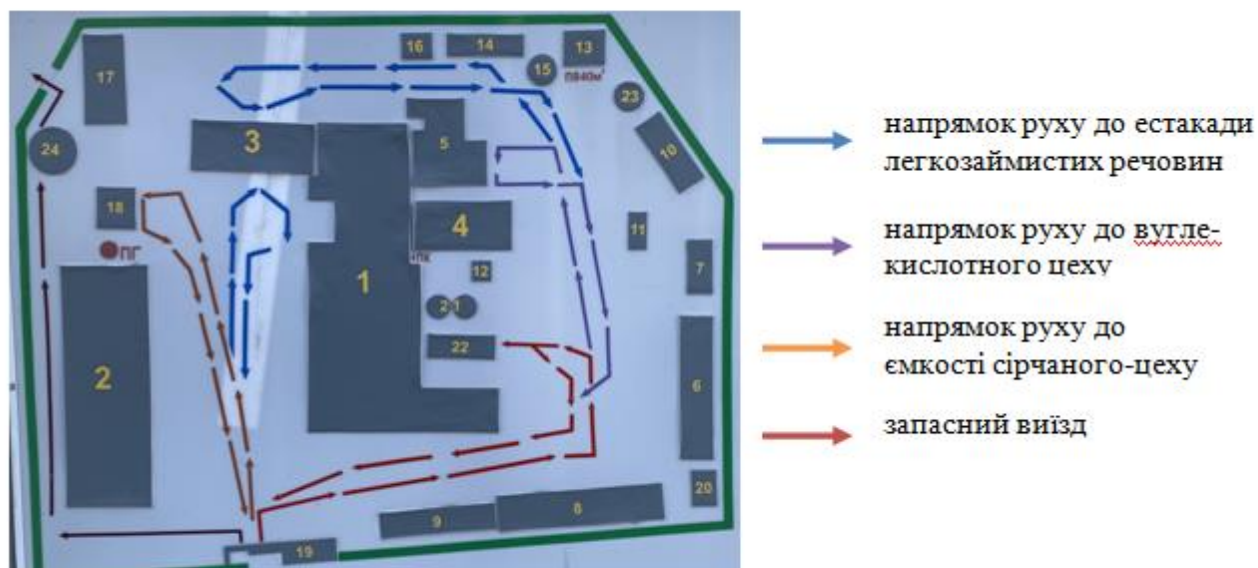 16
14
13
17
15
П840м³
23
3
5
10
24
18
4
11
ПГ
ПК
12
7
1
21
22
2
6
20
8
9
19
напрямок руху до естакади
легкозаймистих речовин
напрямок руху до вугле-
кислотного цеху
напрямок руху до
ємкості сірчаного-цеху
запасний виїзд